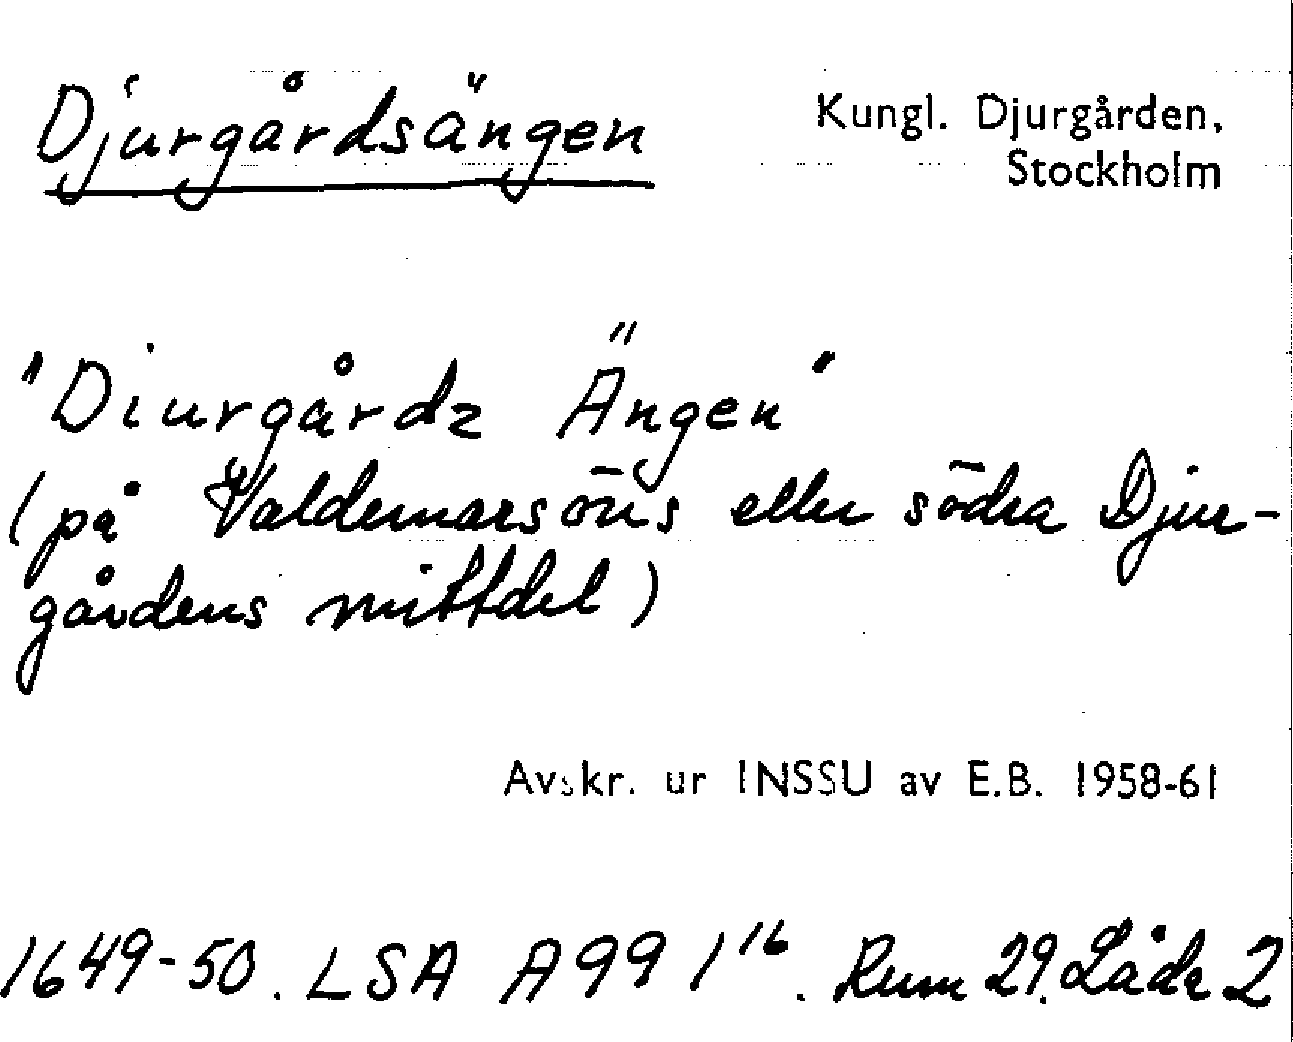 Djurgårdsängen
Kungl. Djurgården,
Stockholm
"Diurgårdz Ängen"
(på Valdemarsöns eller södra Djur-
gårdens mittdel)
Avskr. ur INSSU av E.B. 1958-61
1649-50. LSA A99 1¹⁶. Rum 29. Låda 2